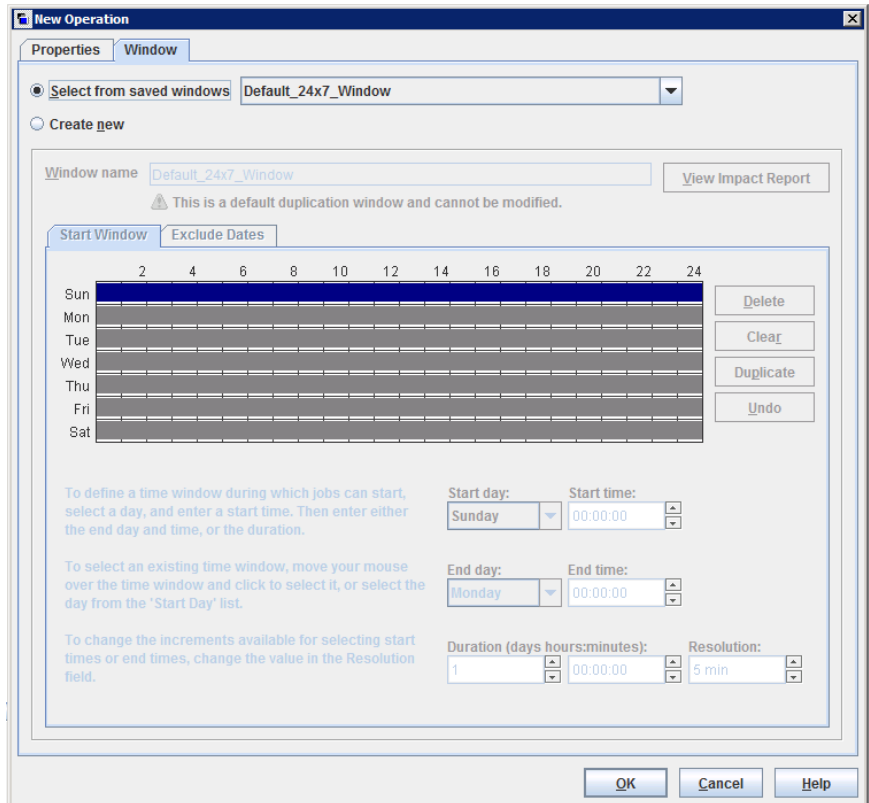 New Operation
Properties Window
Select from saved windows Default_24x7_Window
Create new
Window name Default_24x7_Window View Impact Report
This is a default duplication window and cannot be modified.
Start Window Exclude Dates
2 4 6 8 10 12 14 16 18 20 22 24
Sun
Mon
Tue
Wed
Thu
Fri
Sat
Delete
Clear
Duplicate
Undo
To define a time window during which jobs can start,
select a day, and enter a start time. Then enter either
the end day and time, or the duration.
Start day: Start time:
Sunday 00:00:00
To select an existing time window, move your mouse
over the time window and click to select it, or select the
day from the 'Start Day' list.
End day: End time:
Monday 00:00:00
To change the increments available for selecting start
times or end times, change the value in the Resolution
field.
Duration (days hours:minutes): Resolution:
1 00:00:00 5 min
OK Cancel Help